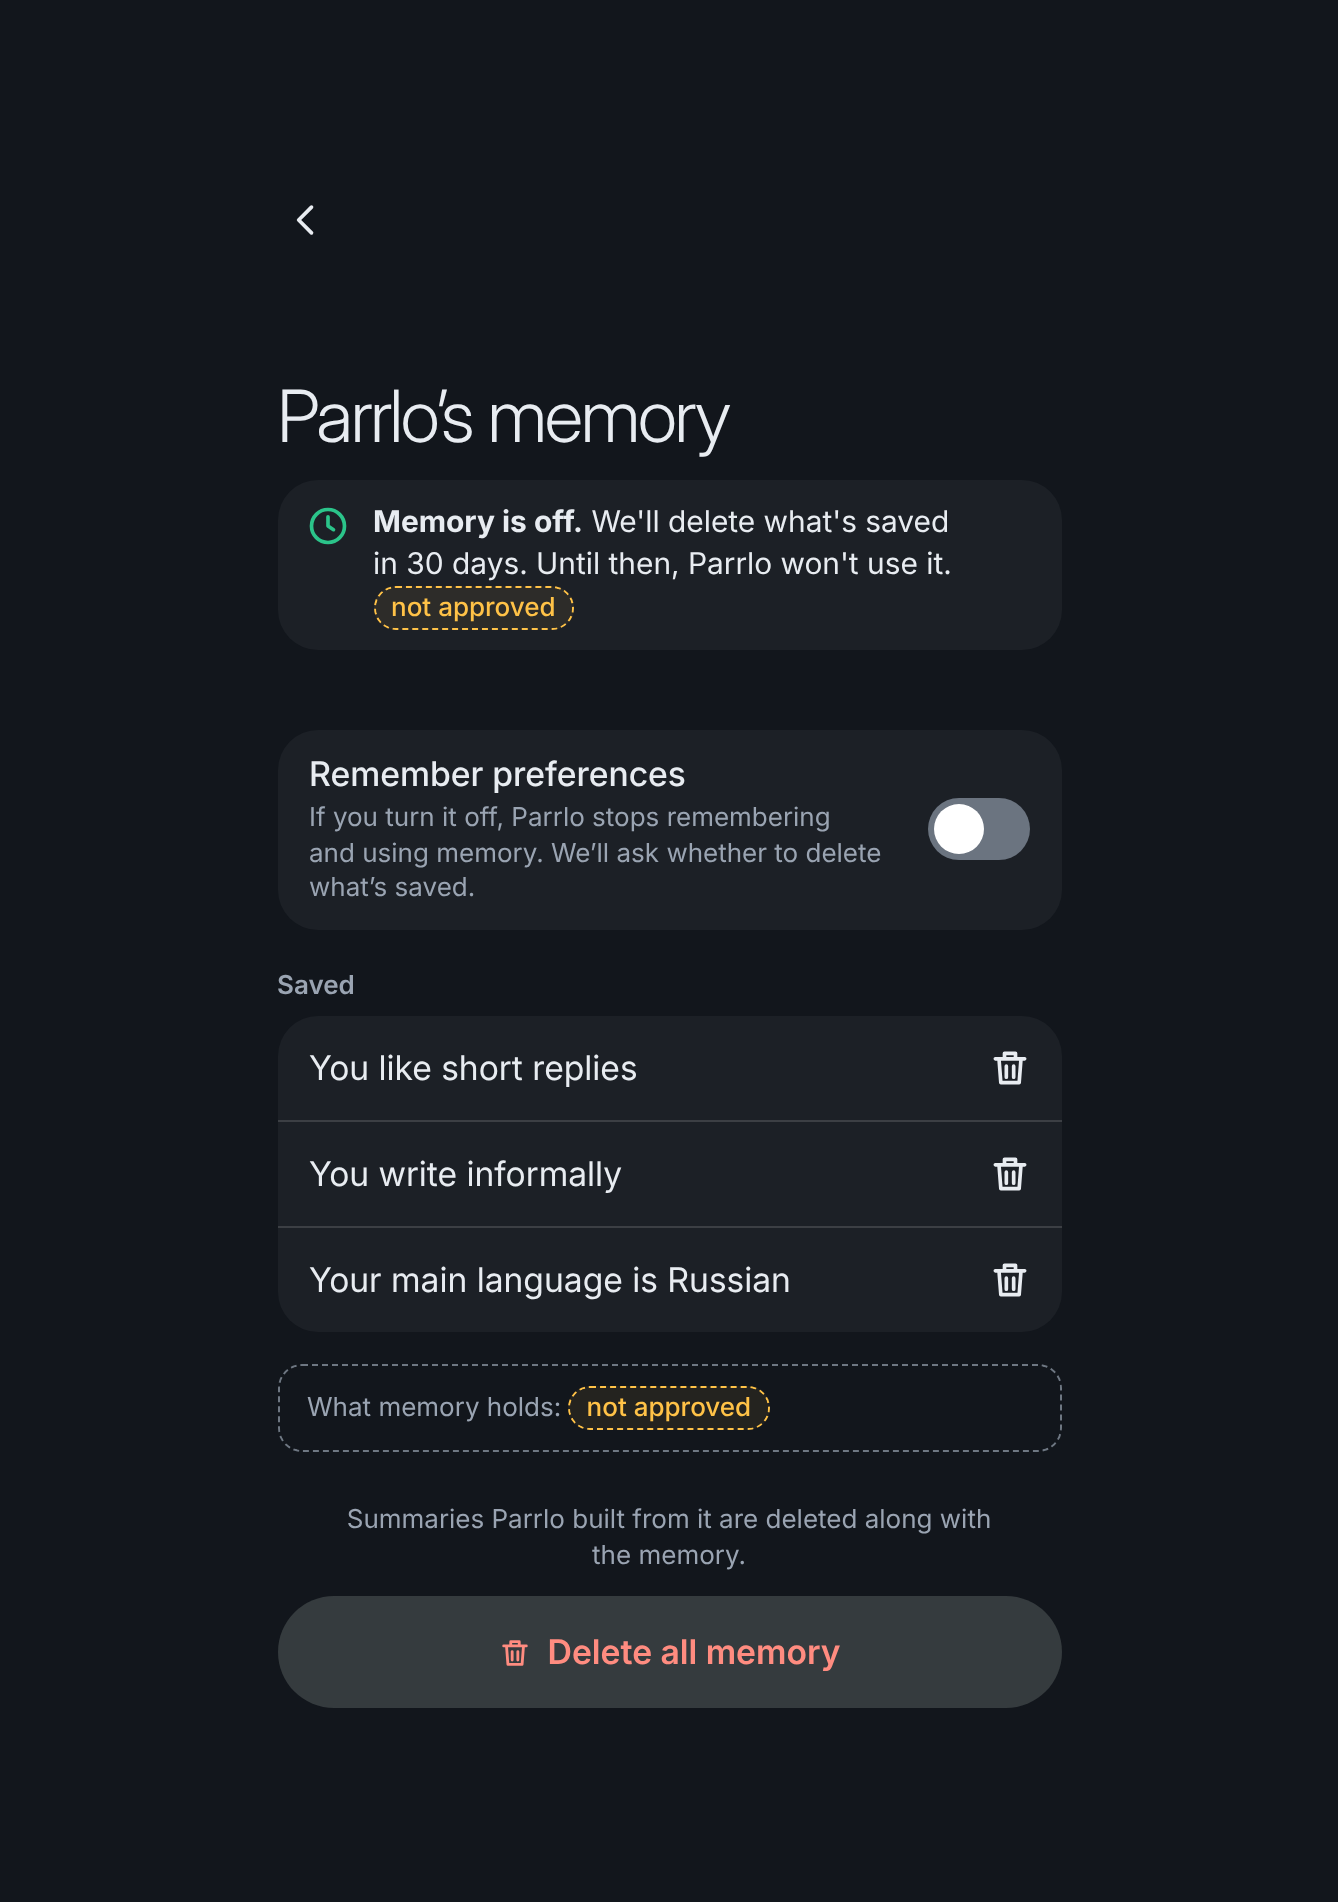 Parrlo’s memory
Memory is off. We'll delete what's saved
in 30 days. Until then, Parrlo won't use it.
not approved
Remember preferences
If you turn it off, Parrlo stops remembering
and using memory. We’ll ask whether to delete
what’s saved.
Saved
You like short replies
You write informally
Your main language is Russian
What memory holds: not approved
Summaries Parrlo built from it are deleted along with
the memory.
Delete all memory